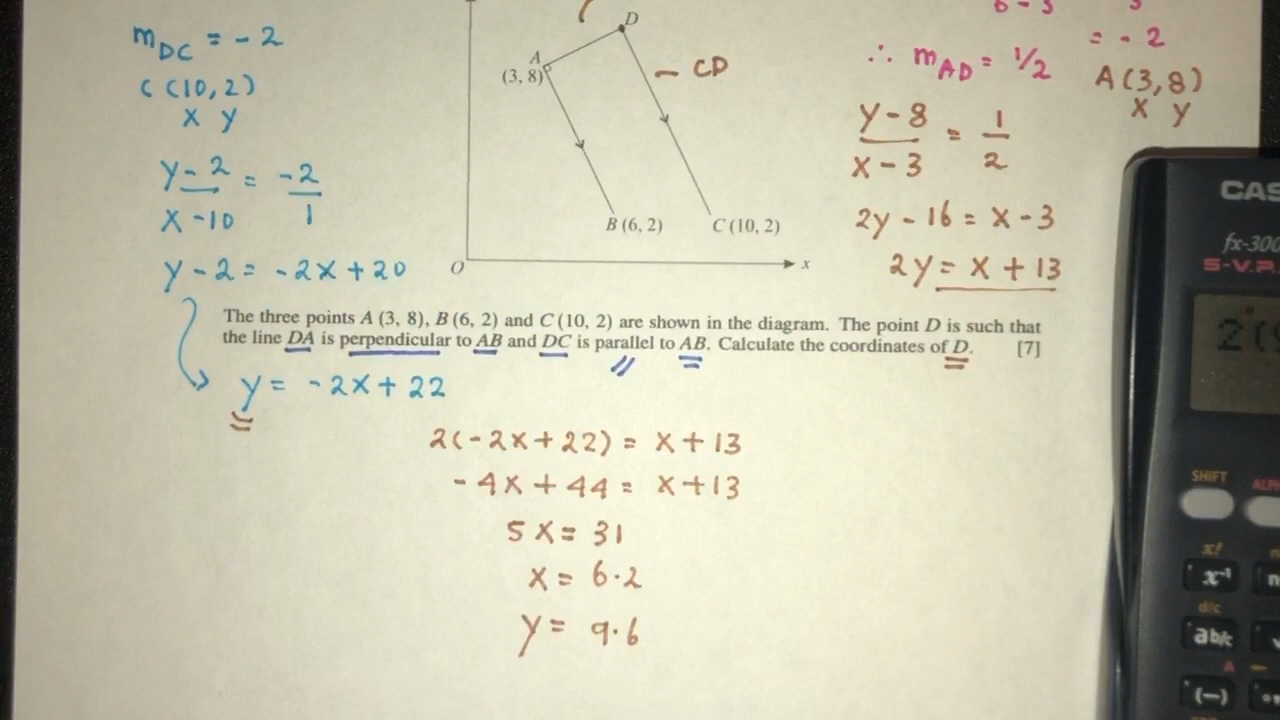 m_DC = -2
C (10, 2)
x y
y - 2 / x - 10 = -2 / 1
y - 2 = -2x + 20
D
A
(3, 8)
— CD
B (6, 2)
C (10, 2)
O
x
= -2
∴ m_AD = 1/2
A (3, 8)
x y
y - 8 / x - 3 = 1 / 2
2y - 16 = x - 3
2y = x + 13
The three points A (3, 8), B (6, 2) and C (10, 2) are shown in the diagram. The point D is such that
the line DA is perpendicular to AB and DC is parallel to AB. Calculate the coordinates of D. [7]
y = -2x + 22
2(-2x + 22) = x + 13
-4x + 44 = x + 13
5x = 31
x = 6.2
y = 9.6
CAS
fx-300
S-V.P.
2(
SHIFT
ALPH
x!
x⁻¹
d/c
ab/c
A
(−)